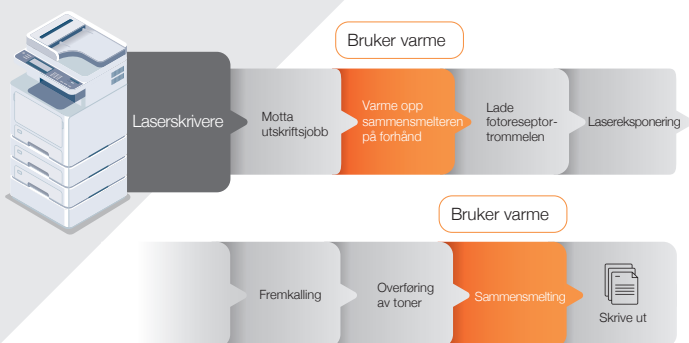 Bruker varme
Laserskrivere
Motta
utskriftsjobb
Varme opp
sammensmelteren
på forhånd
Lade
fotoreseptor-
trommelen
Lasereksponering
Bruker varme
Fremkalling
Overføring
av toner
Sammensmelting
Skrive ut